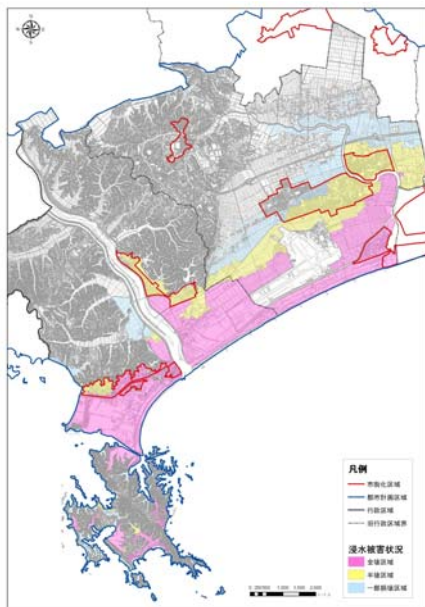 凡例
市街化区域
都市計画区域
行政区域
旧行政区域界
浸水被害状況
全壊区域
半壊区域
一部損壊区域